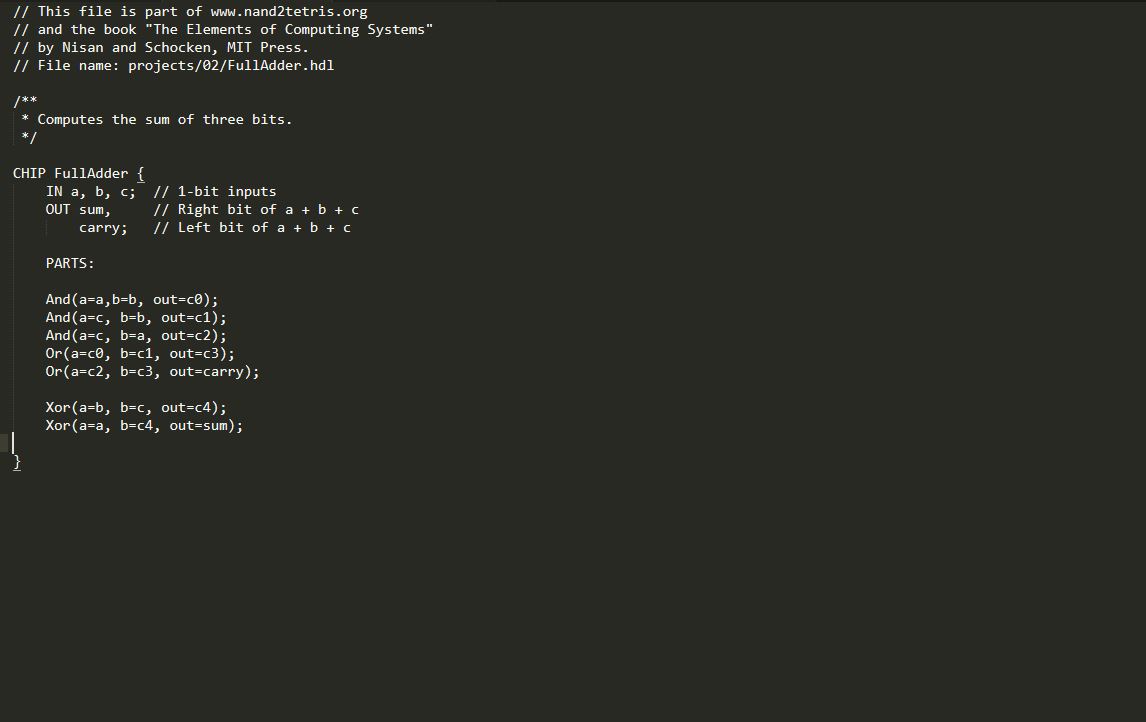 // This file is part of www.nand2tetris.org
// and the book "The Elements of Computing Systems"
// by Nisan and Schocken, MIT Press.
// File name: projects/02/FullAdder.hdl
/**
 * Computes the sum of three bits.
 */
CHIP FullAdder {
    IN a, b, c;  // 1-bit inputs
    OUT sum,     // Right bit of a + b + c
        carry;   // Left bit of a + b + c
    PARTS:
    And(a=a,b=b, out=c0);
    And(a=c, b=b, out=c1);
    And(a=c, b=a, out=c2);
    Or(a=c0, b=c1, out=c3);
    Or(a=c2, b=c3, out=carry);
    Xor(a=b, b=c, out=c4);
    Xor(a=a, b=c4, out=sum);
}